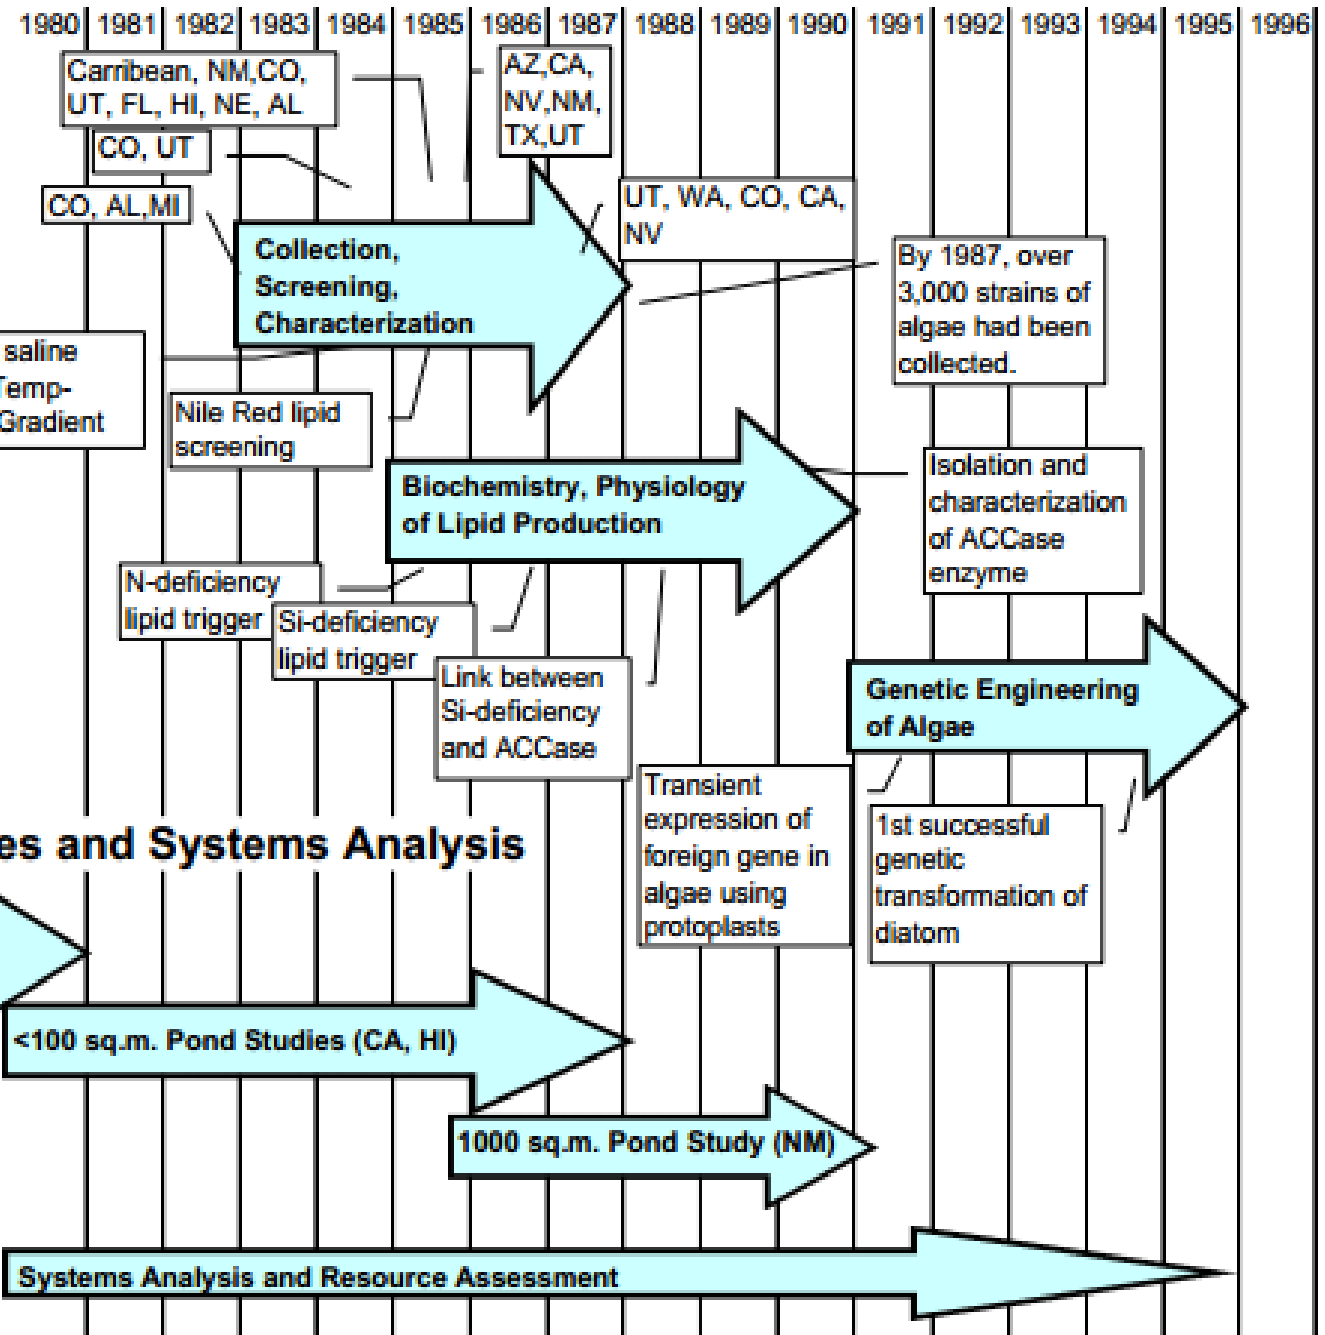 1980 1981 1982 1983 1984 1985 1986 1987 1988 1989 1990 1991 1992 1993 1994 1995 1996
Carribean, NM,CO,
UT, FL, HI, NE, AL
AZ,CA,
NV,NM,
TX,UT
CO, UT
CO, AL,MI
UT, WA, CO, CA,
NV
Collection,
Screening,
Characterization
By 1987, over
3,000 strains of
algae had been
collected.
saline
Temp-
Gradient
Nile Red lipid
screening
Biochemistry, Physiology
of Lipid Production
Isolation and
characterization
of ACCase
enzyme
N-deficiency
lipid trigger
Si-deficiency
lipid trigger
Link between
Si-deficiency
and ACCase
Genetic Engineering
of Algae
Transient
expression of
foreign gene in
algae using
protoplasts
1st successful
genetic
transformation of
diatom
es and Systems Analysis
<100 sq.m. Pond Studies (CA, HI)
1000 sq.m. Pond Study (NM)
Systems Analysis and Resource Assessment